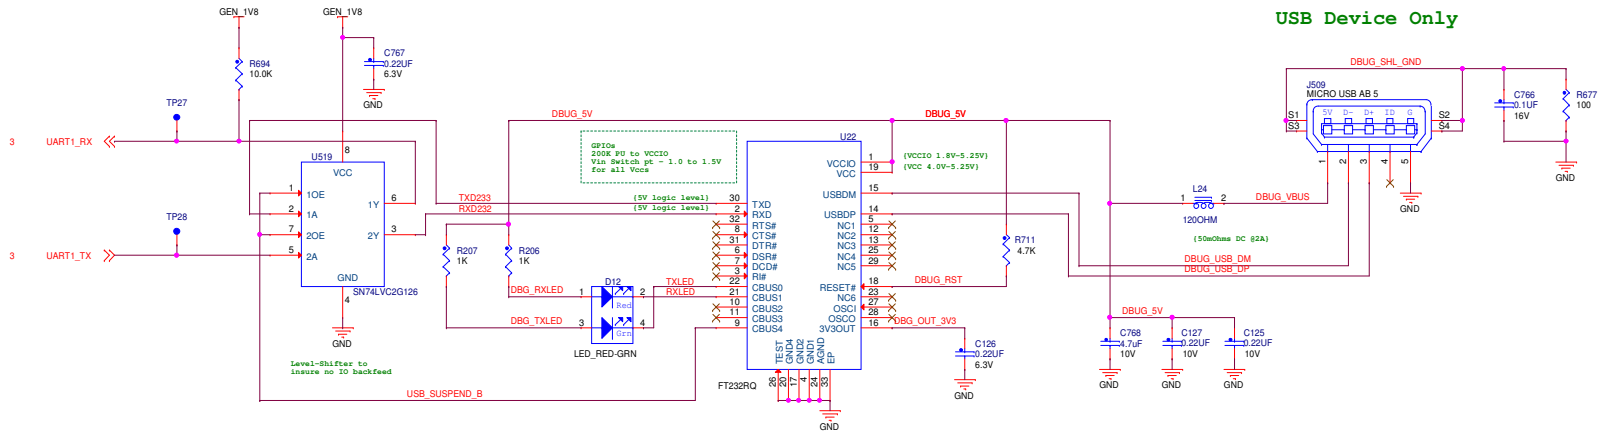 USB Device Only
GEN_1V8
GEN_1V8
R694
10.0K
C767
0.22UF
6.3V
GND
TP27
3
UART1_RX
TP28
3
UART1_TX
U519
8
VCC
1
1OE
2
1A
7
2OE
5
2A
1Y
6
2Y
3
GND
4
SN74LVC2G126
GND
Level-Shifter to
insure no IO backfeed
USB_SUSPEND_B
DBUG_5V
DBUG_5V
GPIOs
200K PU to VCCIO
Vin Switch pt - 1.0 to 1.5V
for all Vccs
TXD233
(5V logic level)
RXD232
(5V logic level)
R207
1K
R206
1K
D12
DBG_RXLED
1
2
Red
DBG_TXLED
3
4
Grn
LED_RED-GRN
TXLED
RXLED
U22
30
TXD
2
RXD
32
RTS#
8
CTS#
31
DTR#
6
DSR#
7
DCD#
3
RI#
22
CBUS0
21
CBUS1
10
CBUS2
11
CBUS3
9
CBUS4
VCCIO
1
VCC
19
USBDM
15
USBDP
14
NC1
5
NC2
12
NC3
13
NC4
25
NC5
29
RESET#
18
NC6
23
OSCI
27
OSCO
28
3V3OUT
16
TEST
GND4
GND2
GND1
AGND
EP
26
20
17
4
24
33
FT232RQ
GND
(VCCIO 1.8V-5.25V)
(VCC 4.0V-5.25V)
R711
4.7K
DBUG_RST
DBG_OUT_3V3
C126
0.22UF
6.3V
GND
DBUG_SHL_GND
J509
MICRO USB AB 5
5V
D-
D+
ID
G
S1
S3
S2
S4
1
2
3
4
5
GND
C766
0.1UF
16V
R677
100
GND
L24
1
2
120OHM
DBUG_VBUS
(50mOhms DC @2A)
DBUG_USB_DM
DBUG_USB_DP
DBUG_5V
C768
4.7uF
10V
C127
0.22UF
10V
C125
0.22UF
10V
GND
GND
GND